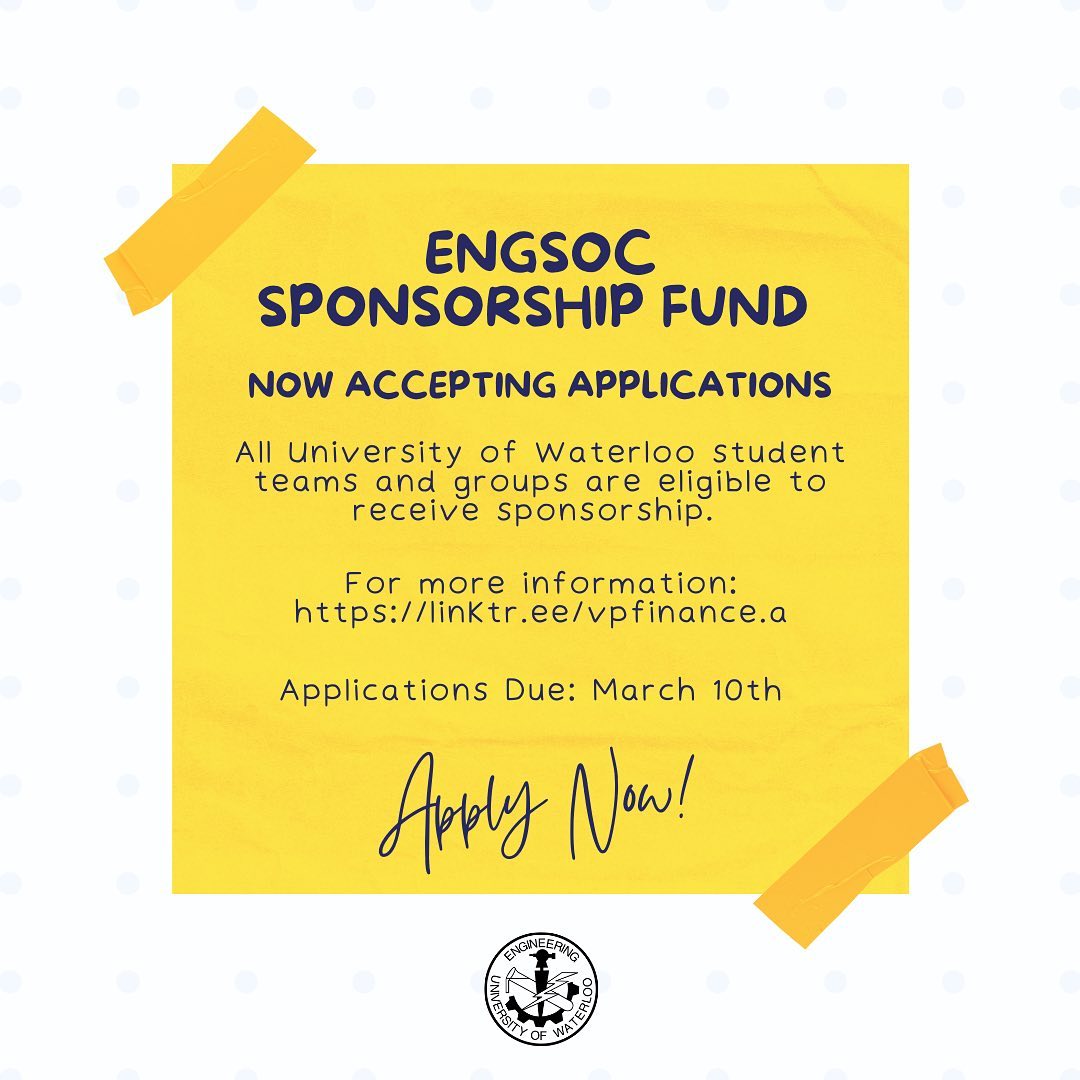 ENGSOC
SPONSORSHIP FUND
NOW ACCEPTING APPLICATIONS
All University of Waterloo student
teams and groups are eligible to
receive sponsorship.
For more information:
https://linktr.ee/vpfinance.a
Applications Due: March 10th
Apply Now!
ENGINEERING
UNIVERSITY OF WATERLOO